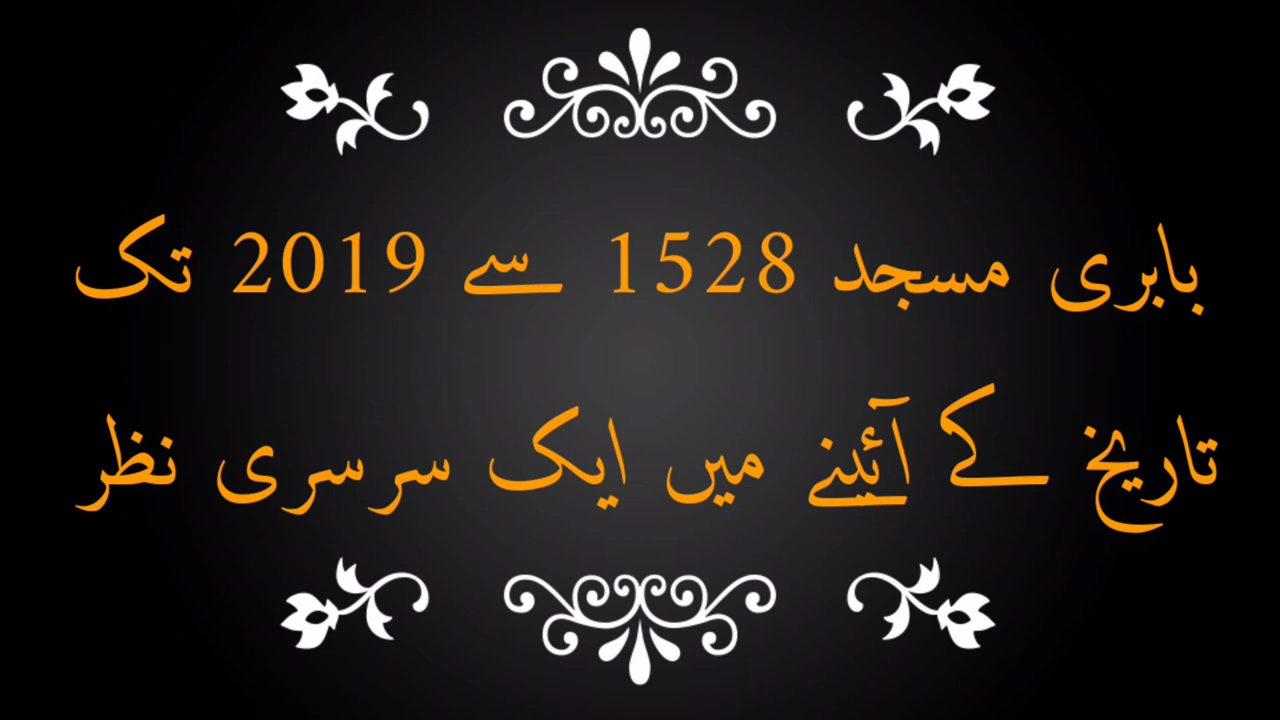 بابری مسجد 1528 سے 2019 تک
تاریخ کے آئینے میں ایک سرسری نظر